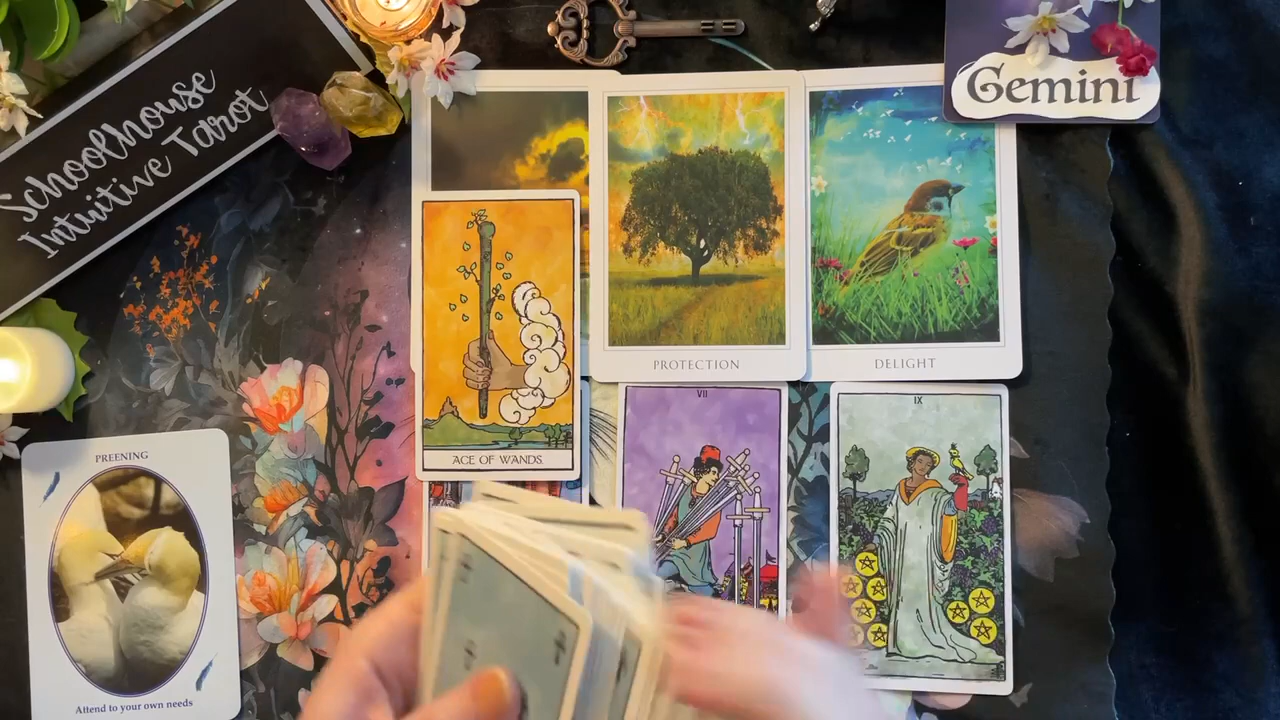 Schoolhouse
Intuitive Tarot
Gemini
PROTECTION
DELIGHT
ACE OF WANDS.
VII
IX
PREENING
Attend to your own needs